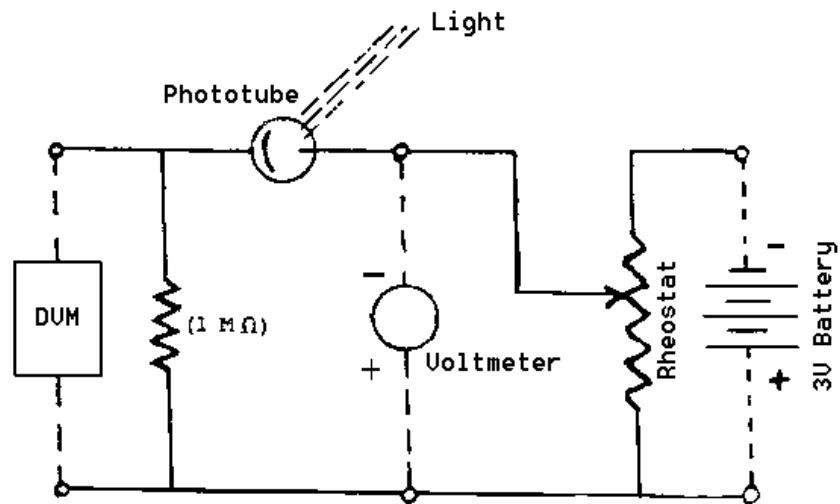 Light
Phototube
DVM
(1 MΩ)
-
+
Voltmeter
Rheostat
-
+
3V Battery